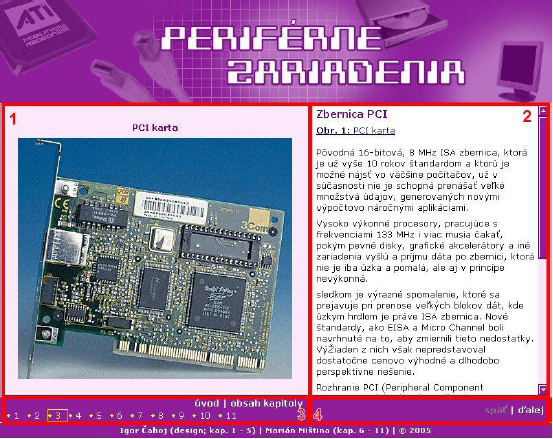 ATI
MOBILITY
RADEON
PERIFÉRNE
ZARIADENIA
1
PCI karta
3Com
2
Zbernica PCI
Obr. 1: PCI karta
Pôvodná 16-bitová, 8 MHz ISA zbernica, ktorá
je už vyše 10 rokov štandardom a ktorú je
možné nájsť vo väčšine počítačov, už v
súčasnosti nie je schopná prenášať veľké
množstvá údajov, generovaných novými
výpočtovo náročnými aplikáciami.
Vysoko výkonné procesory, pracujúce s
frekvenciami 133 MHz i viac musia čakať,
pokým pevné disky, grafické akcelerátory a iné
zariadenia vyšlú a príjmu dáta po zbernici, ktorá
nie je iba úzka a pomalá, ale aj v princípe
nevýkonná.
sledkom je výrazné spomalenie, ktoré sa
prejavuje pri prenose veľkých blokov dát, kde
úzkym hrdlom je práve ISA zbernica. Nové
štandardy, ako EISA a Micro Channel boli
navrhnuté na to, aby zmiernili tieto nedostatky.
VýŽiaden z nich však nepredstavoval
dostatočne cenovo výhodné a dlhodobo
perspektívne riešenie.
Rozhranie PCI (Peripheral Component
úvod | obsah kapitoly
1 2 3 4 5 6 7 8 9 10 11
3
4
späť | ďalej
Igor Čahoj (design; kap. 1 - 5) | Marián Miština (kap. 6 - 11) | © 2005